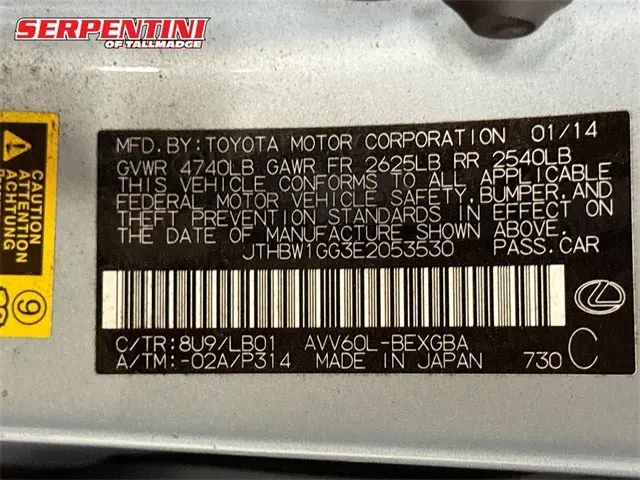 SERPENTINI
OF TALLMADGE
MFD.BY:TOYOTA MOTOR CORPORATION 01/14
GVWR 4740LB GAWR FR 2625LB RR 2540LB
THIS VEHICLE CONFORMS TO ALL APPLICABLE
FEDERAL MOTOR VEHICLE SAFETY,BUMPER,AND
THEFT PREVENTION STANDARDS IN EFFECT ON
THE DATE OF MANUFACTURE SHOWN ABOVE.
JTHBW1GG3E2053530 PASS.CAR
C/TR:8U9/LB01 AVV60L-BEXGBA
A/TM:-02A/P314 MADE IN JAPAN 730 C
CAUTION
ATTENTION
ACHTUNG
9